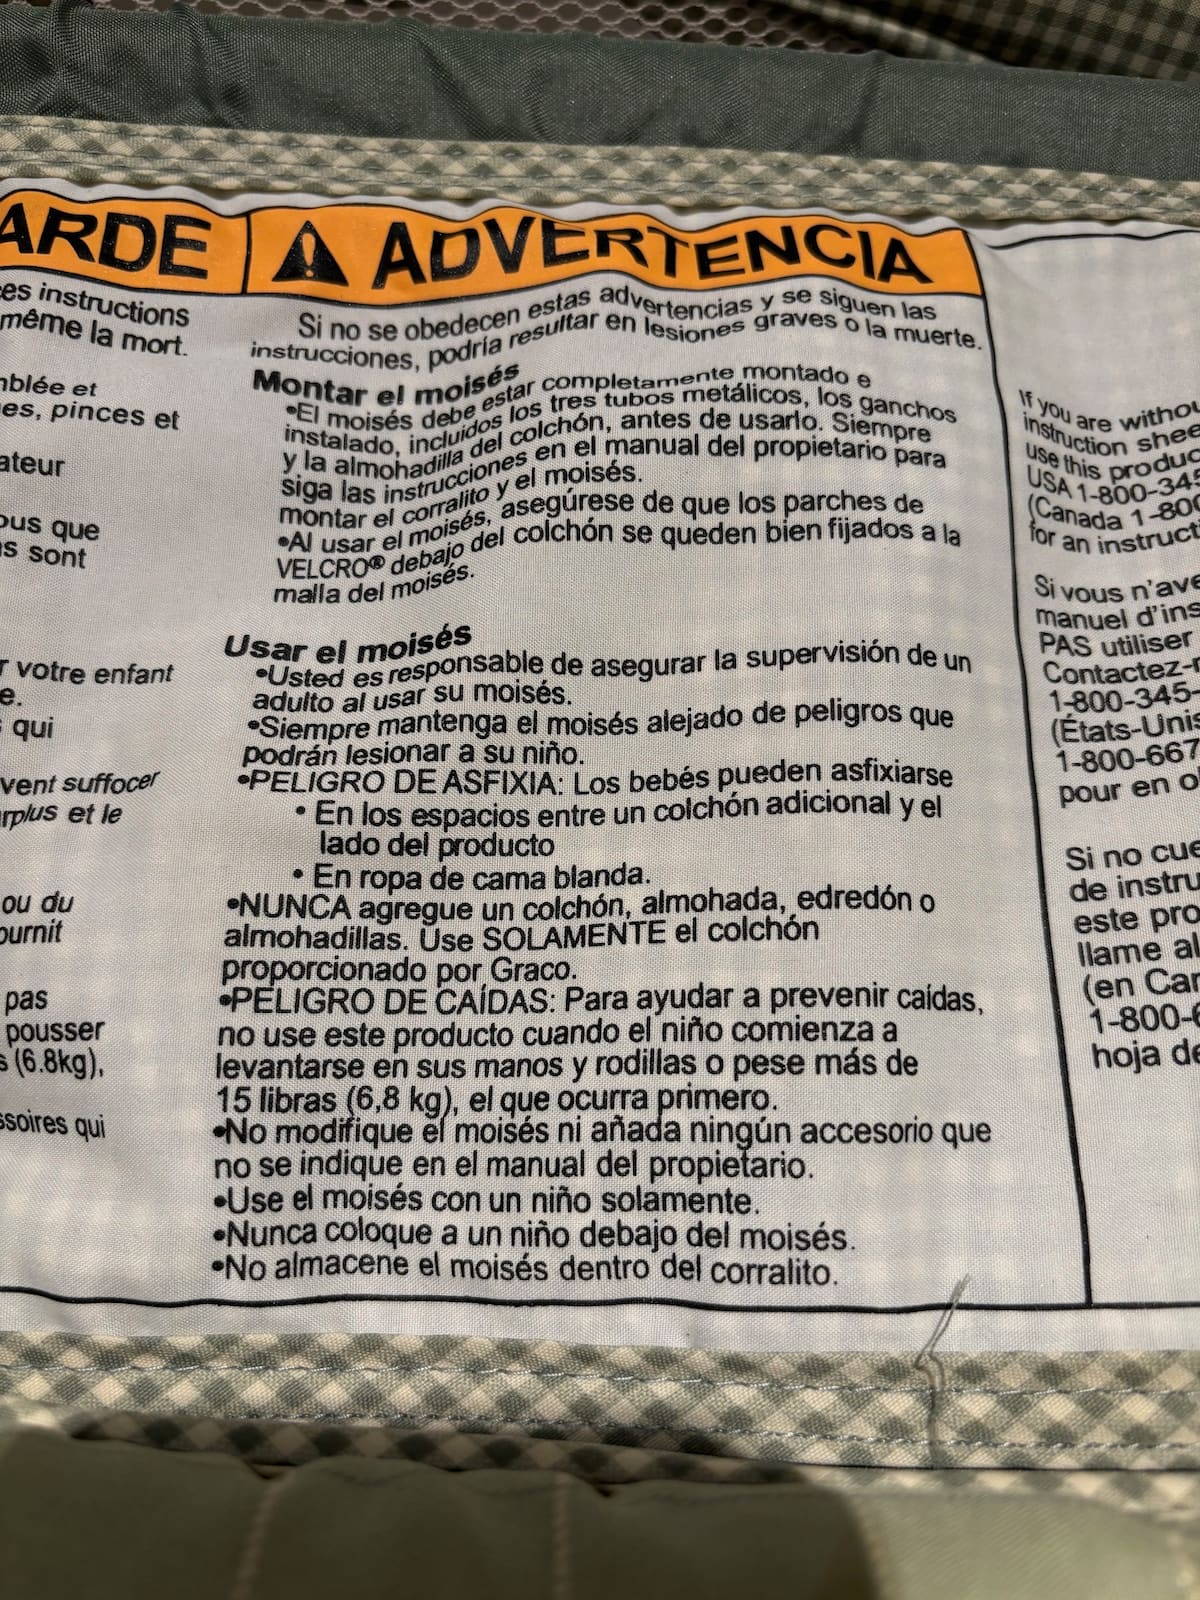 ARDE
es instructions
même la mort.
et
es, pinces et
ateur
que
sont
votre enfant
e.
qui
vent suffocer
rplus et le
ou du
ournit
pas
pousser
(6.8kg),
ssoires qui
ADVERTENCIA
Si no se obedecen estas advertencias y se siguen las
instrucciones, podría resultar en lesiones graves o la muerte.
Montar el moisés
•El moisés debe estar completamente montado e
instalado, incluidos los tres tubos metálicos, los ganchos
y la almohadilla del colchón, antes de usarlo. Siempre
siga las instrucciones en el manual del propietario para
montar el corralito y el moisés.
•Al usar el moisés, asegúrese de que los parches de
VELCRO® debajo del colchón se queden bien fijados a la
malla del moisés.
Usar el moisés
•Usted es responsable de asegurar la supervisión de un
adulto al usar su moisés.
•Siempre mantenga el moisés alejado de peligros que
podrán lesionar a su niño.
•PELIGRO DE ASFIXIA: Los bebés pueden asfixiarse
• En los espacios entre un colchón adicional y el
lado del producto
• En ropa de cama blanda.
•NUNCA agregue un colchón, almohada, edredón o
almohadillas. Use SOLAMENTE el colchón
proporcionado por Graco.
•PELIGRO DE CAÍDAS: Para ayudar a prevenir caídas,
no use este producto cuando el niño comienza a
levantarse en sus manos y rodillas o pese más de
15 libras (6,8 kg), el que ocurra primero.
•No modifique el moisés ni añada ningún accesorio que
no se indique en el manual del propietario.
•Use el moisés con un niño solamente.
•Nunca coloque a un niño debajo del moisés.
•No almacene el moisés dentro del corralito.
If you are withou
instruction shee
use this produc
USA 1-800-345
(Canada 1-800
for an instruct
Si vous n'ave
manuel d'ins
PAS utiliser
Contactez-
1-800-345-
(États-Unis
1-800-667
pour en o
Si no cue
de instru
este pro
llame al
(en Can
1-800-6
hoja de